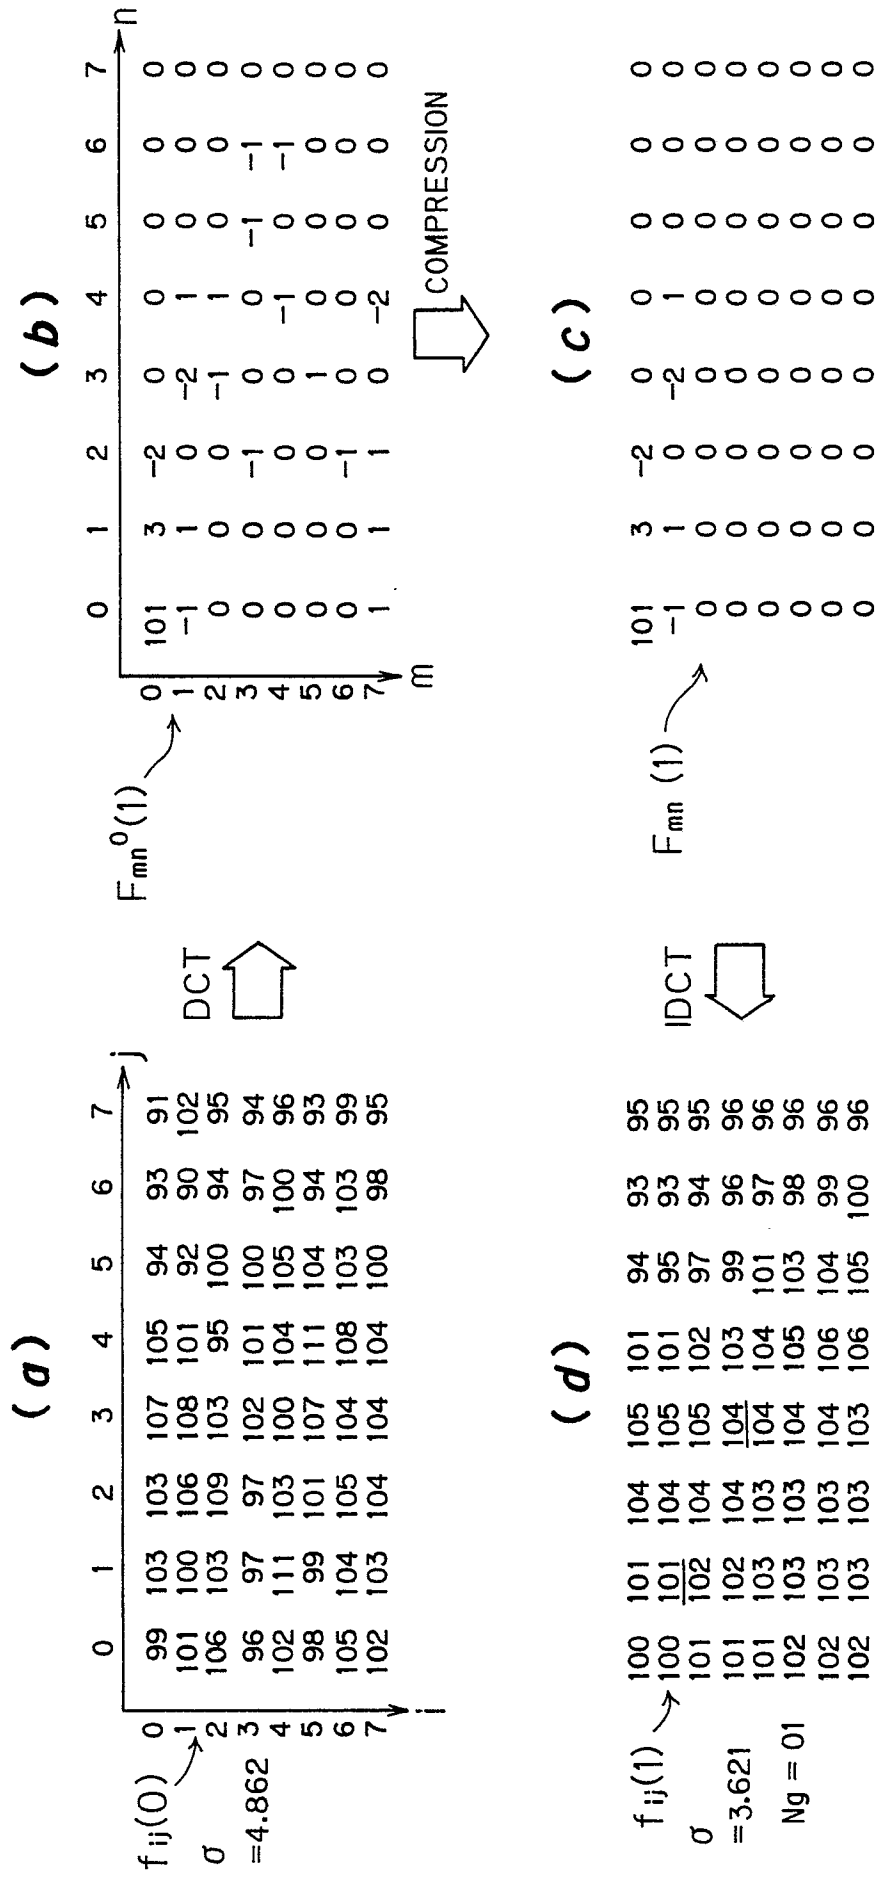 (a)
0 1 2 3 4 5 6 7 j
f ij(0)
σ
=4.862
0 99 103 103 107 105 94 93 91
1 101 100 106 108 101 92 90 102
2 106 103 109 103 95 100 94 95
3 96 97 97 102 101 100 97 94
4 102 111 103 100 104 105 100 96
5 98 99 101 107 111 104 94 93
6 105 104 105 104 108 103 103 99
7 102 103 104 104 104 100 98 95
i
DCT
(b)
0 1 2 3 4 5 6 7 n
Fmn⁰(1)
0 101 3 -2 0 0 0 0 0
1 -1 1 0 -2 1 0 0 0
2 0 0 0 -1 1 0 0 0
3 0 0 -1 0 0 -1 -1 0
4 0 0 0 0 -1 0 -1 0
5 0 0 0 1 0 0 0 0
6 0 0 -1 0 0 0 0 0
7 1 1 1 0 -2 0 0 0
m
COMPRESSION
(d)
f ij(1)
σ
=3.621
Ng = 01
100 101 104 105 101 94 93 95
100 101 104 105 101 95 93 95
101 102 104 105 102 97 94 95
101 102 104 104 103 99 96 96
101 103 103 104 104 101 97 96
102 103 103 104 105 103 98 96
102 103 103 104 106 104 99 96
102 103 103 103 106 105 100 96
IDCT
(c)
Fmn (1)
101 3 -2 0 0 0 0 0
-1 1 0 -2 1 0 0 0
0 0 0 0 0 0 0 0
0 0 0 0 0 0 0 0
0 0 0 0 0 0 0 0
0 0 0 0 0 0 0 0
0 0 0 0 0 0 0 0
0 0 0 0 0 0 0 0